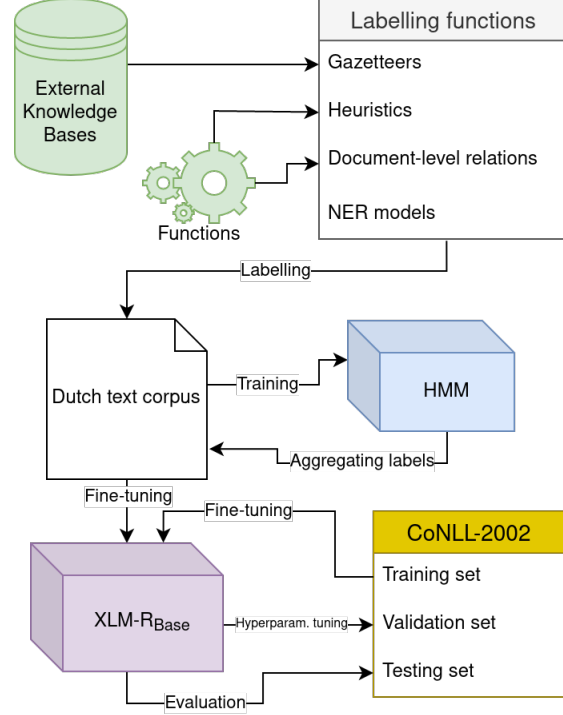 Labelling functions
External
Knowledge
Bases
Gazetteers
Heuristics
Document-level relations
NER models
Functions
Labelling
Dutch text corpus
Training
HMM
Aggregating labels
Fine-tuning
Fine-tuning
CoNLL-2002
Training set
XLM-RBase
Hyperparam. tuning
Validation set
Testing set
Evaluation